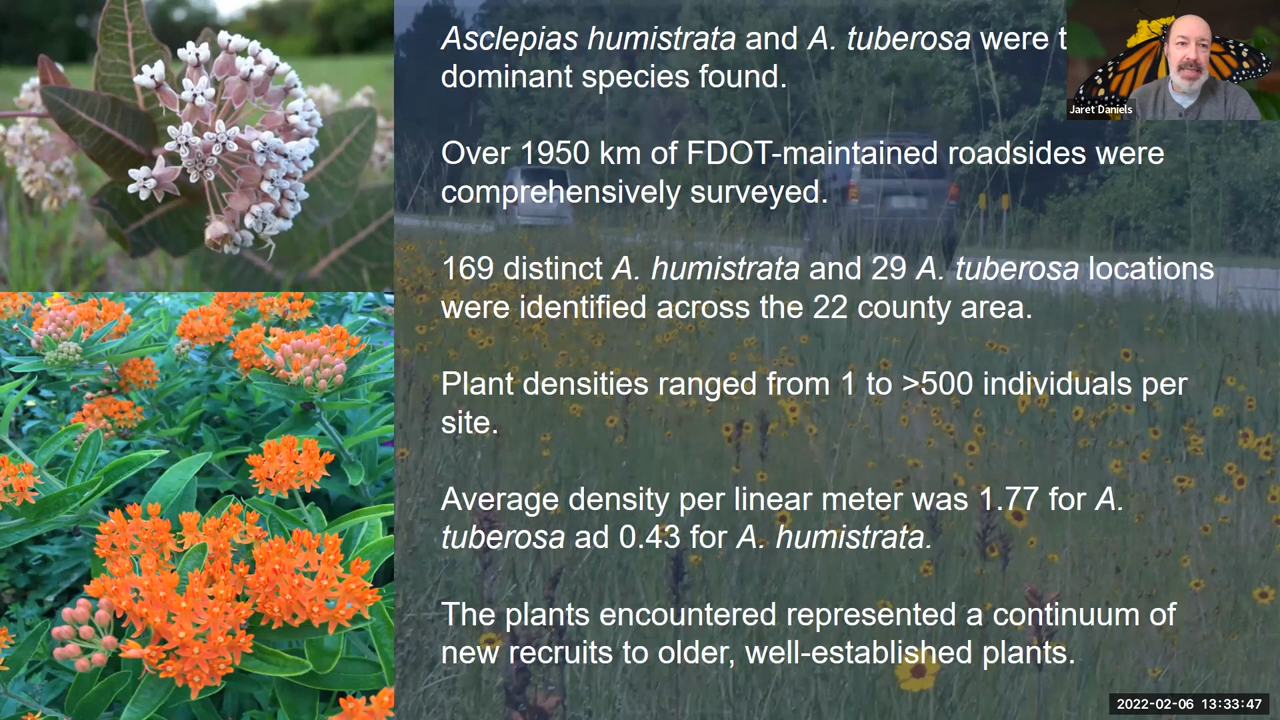 Asclepias humistrata and A. tuberosa were t
dominant species found.
Over 1950 km of FDOT-maintained roadsides were
comprehensively surveyed.
169 distinct A. humistrata and 29 A. tuberosa locations
were identified across the 22 county area.
Plant densities ranged from 1 to >500 individuals per
site.
Average density per linear meter was 1.77 for A.
tuberosa ad 0.43 for A. humistrata.
The plants encountered represented a continuum of
new recruits to older, well-established plants.
Jaret Daniels
2022-02-06 13:33:47